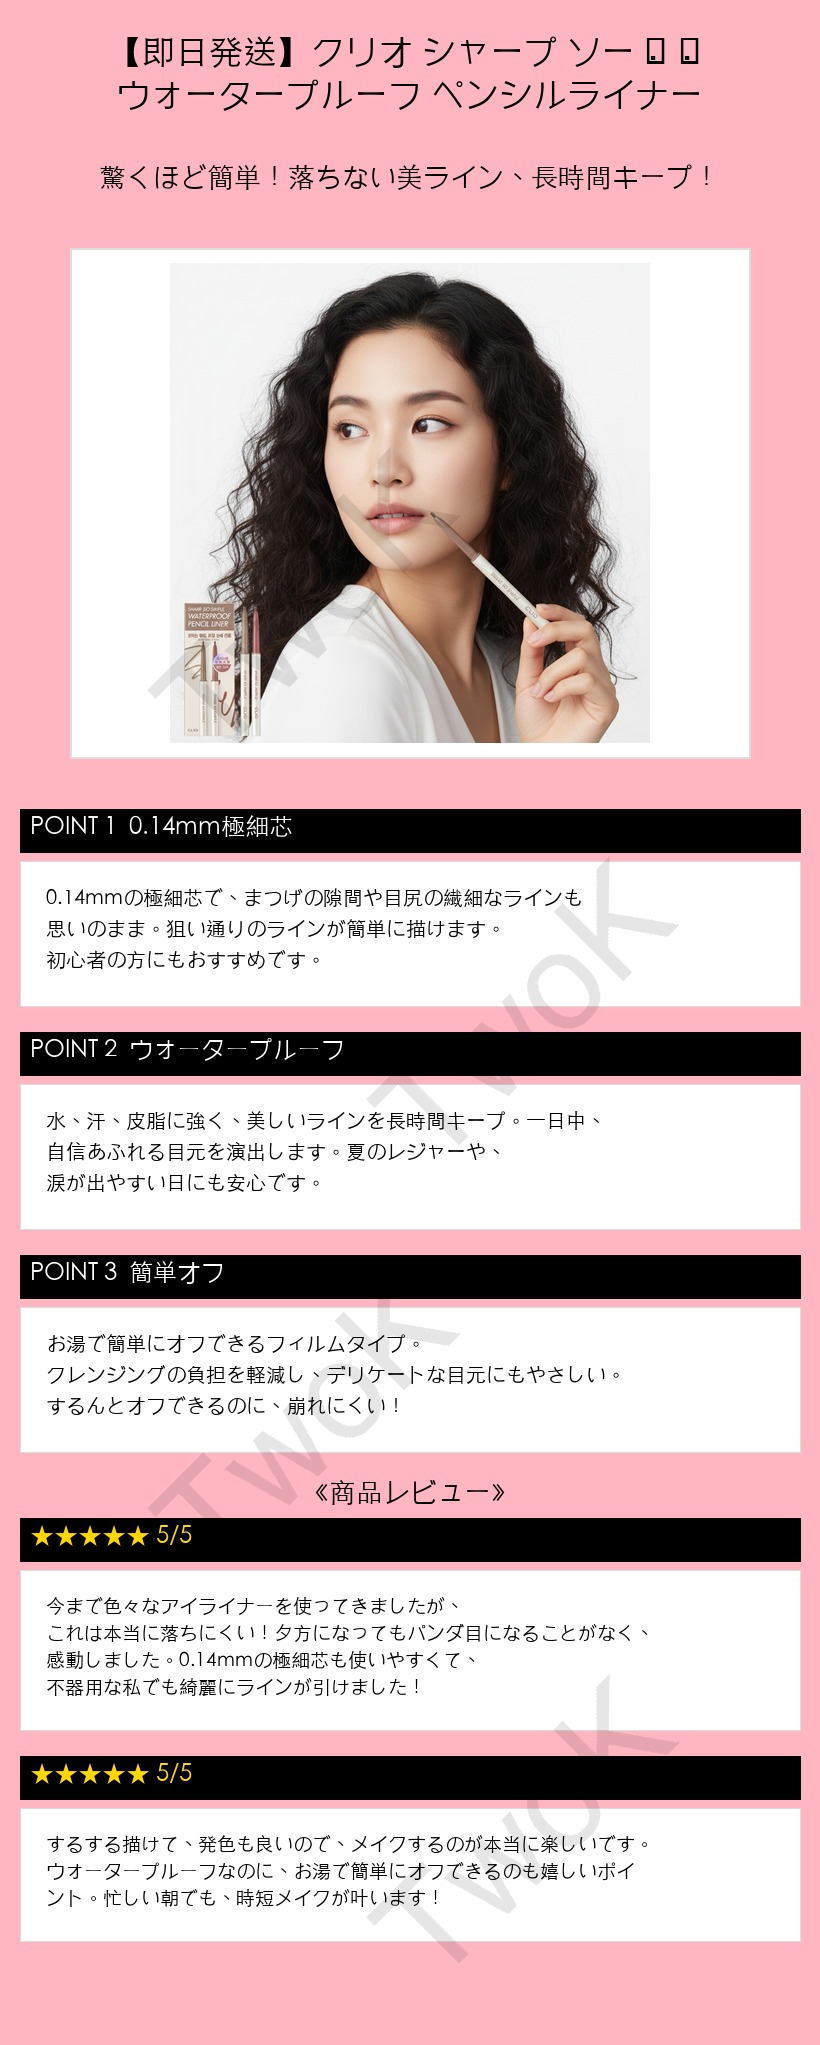 【即日発送】クリオ シャープ ソー
ウォータープルーフ ペンシルライナー
驚くほど簡単！落ちない美ライン、長時間キープ！
SHARP, SO SIMPLE
WATERPROOF
PENCIL LINER
CLIO
CLIO
TwoK
POINT 1 0.14mm極細芯
0.14mmの極細芯で、まつげの隙間や目尻の繊細なラインも
思いのまま。狙い通りのラインが簡単に描けます。
初心者の方にもおすすめです。
TwoK
POINT 2 ウォータープルーフ
水、汗、皮脂に強く、美しいラインを長時間キープ。一日中、
自信あふれる目元を演出します。夏のレジャーや、
涙が出やすい日にも安心です。
POINT 3 簡単オフ
お湯で簡単にオフできるフィルムタイプ。
クレンジングの負担を軽減し、デリケートな目元にもやさしい。
するんとオフできるのに、崩れにくい！
TwoK
《商品レビュー》
★★★★★ 5/5
今まで色々なアイライナーを使ってきましたが、
これは本当に落ちにくい！夕方になってもパンダ目になることがなく、
感動しました。0.14mmの極細芯も使いやすくて、
不器用な私でも綺麗にラインが引けました！
★★★★★ 5/5
するする描けて、発色も良いので、メイクするのが本当に楽しいです。
ウォータープルーフなのに、お湯で簡単にオフできるのも嬉しいポイ
ント。忙しい朝でも、時短メイクが叶います！
TwoK